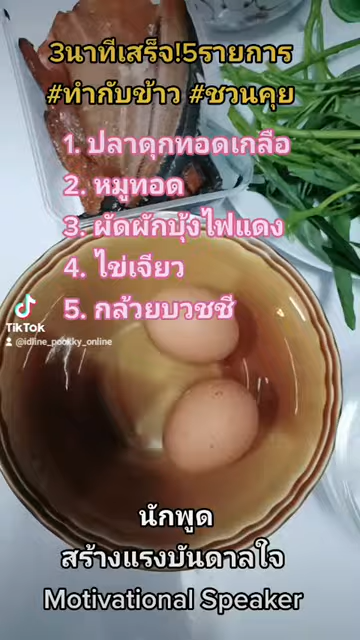 3นาทีเสร็จ!5รายการ
#ทำกับข้าว #ชวนคุย
1. ปลาดุกทอดเกลือ
2. หมูทอด
3. ผัดผักบุ้งไฟแดง
4. ไข่เจียว
5. กล้วยบวชชี
TikTok
@idline_pookky_online
นักพูด
สร้างแรงบันดาลใจ
Motivational Speaker